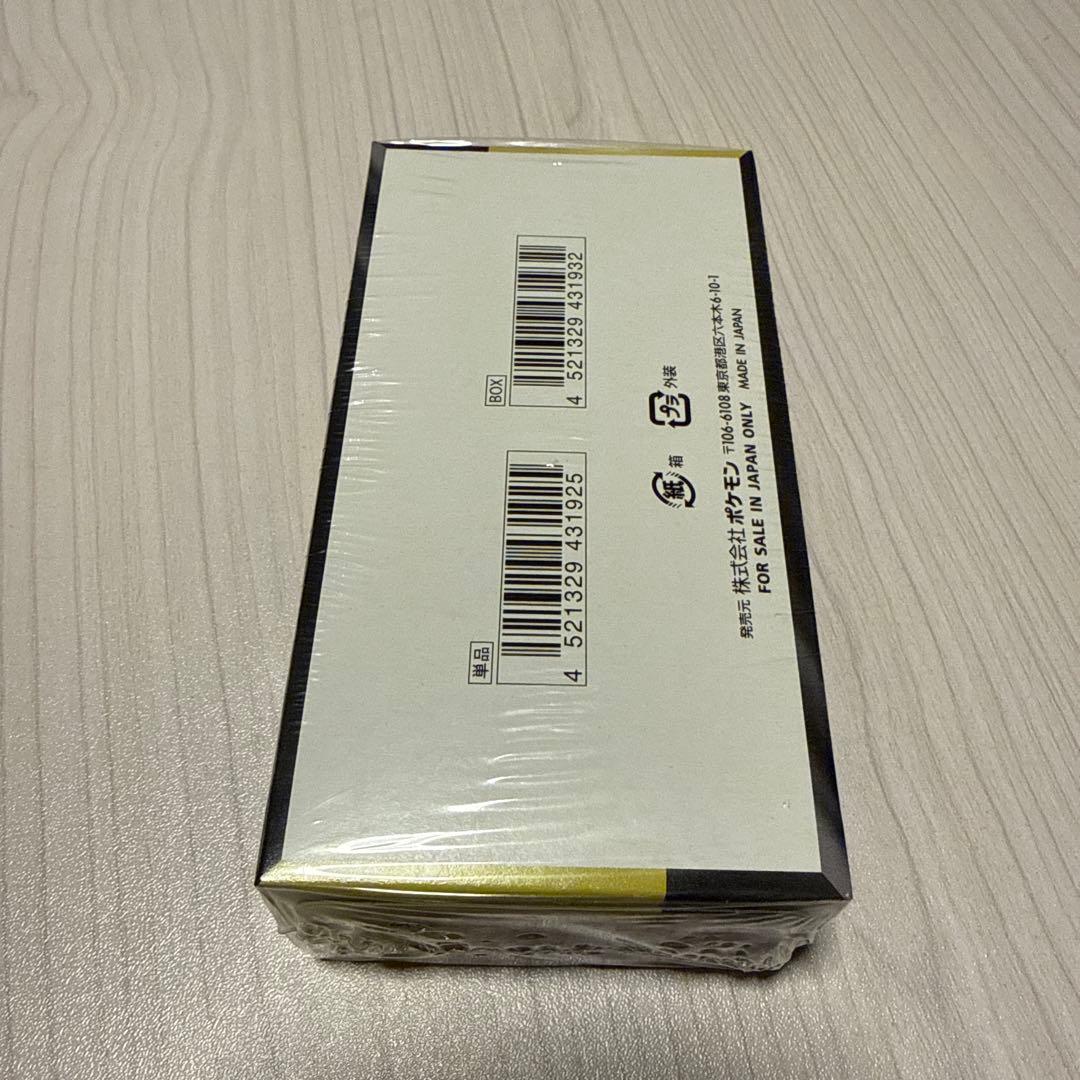 単品
4 521329 431925
BOX
4 521329 431932
紙 箱
プラ 外装
発売元 株式会社ポケモン 〒106-6108 東京都港区六本木6-10-1
FOR SALE IN JAPAN ONLY MADE IN JAPAN